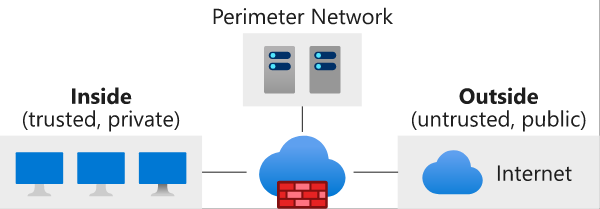 Perimeter Network
Inside
(trusted, private)
Outside
(untrusted, public)
Internet